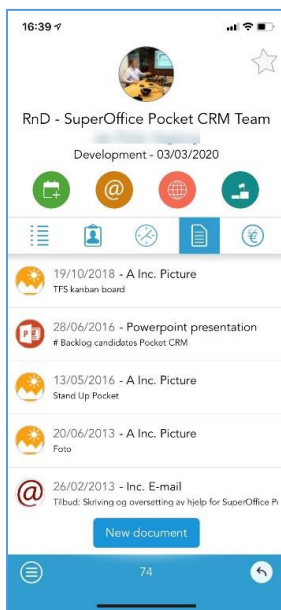 16:39
RnD - SuperOffice Pocket CRM Team
Development - 03/03/2020
@
19/10/2018 - A Inc. Picture
TFS kanban board
P
28/06/2016 - Powerpoint presentation
# Backlog candidates Pocket CRM
13/05/2016 - A Inc. Picture
Stand Up Pocket
20/06/2013 - A Inc. Picture
Foto
@
26/02/2013 - Inc. E-mail
Tilbud: Skriving og oversetting av hjelp for SuperOffice
New document
74